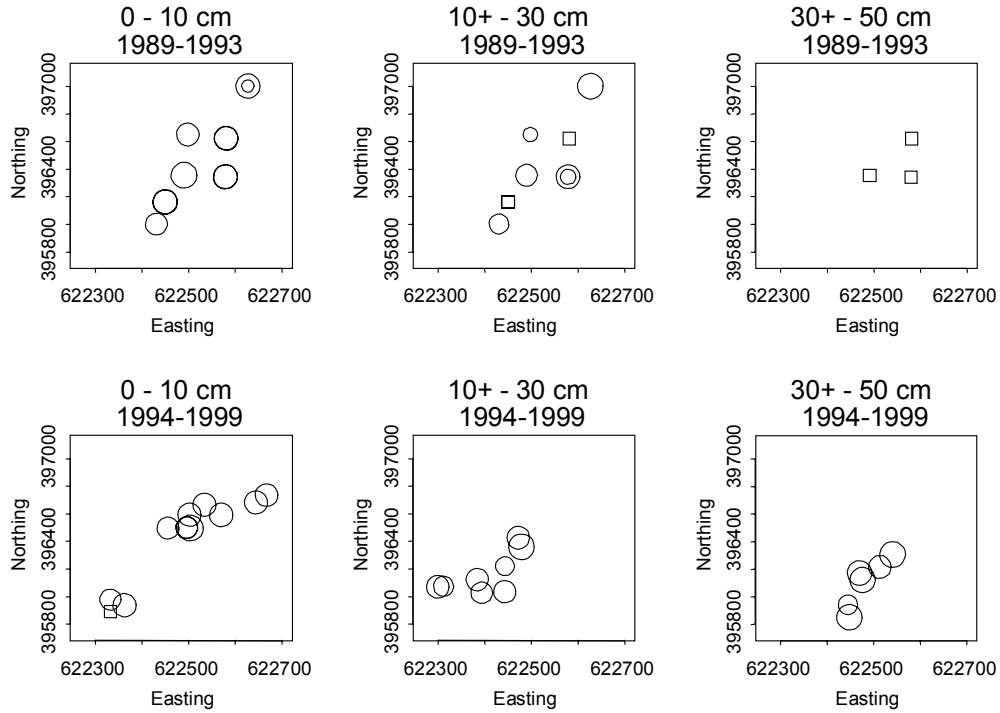 0 - 10 cm
1989-1993
Northing
395800 396400 397000
622300 622500 622700
Easting
10+ - 30 cm
1989-1993
Northing
395800 396400 397000
622300 622500 622700
Easting
30+ - 50 cm
1989-1993
Northing
395800 396400 397000
622300 622500 622700
Easting
0 - 10 cm
1994-1999
Northing
395800 396400 397000
622300 622500 622700
Easting
10+ - 30 cm
1994-1999
Northing
395800 396400 397000
622300 622500 622700
Easting
30+ - 50 cm
1994-1999
Northing
395800 396400 397000
622300 622500 622700
Easting